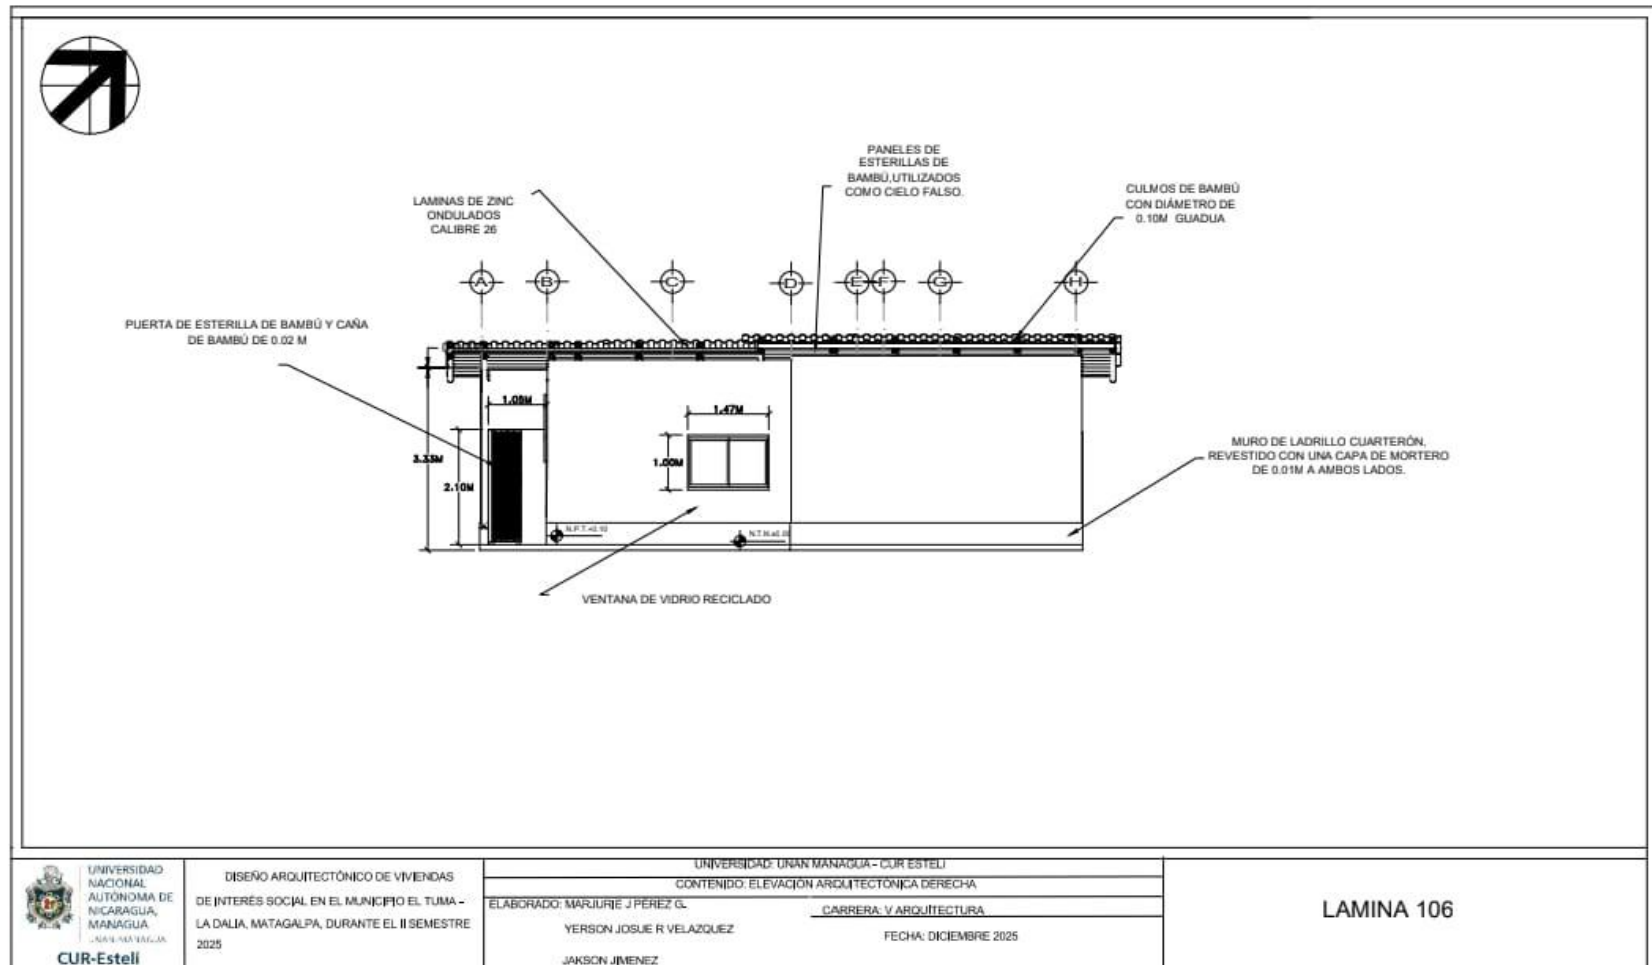 PANELES DE
ESTERILLAS DE
BAMBÚ,UTILIZADOS
COMO CIELO FALSO.
LAMINAS DE ZINC
ONDULADOS
CALIBRE 26
CULMOS DE BAMBÚ
CON DIÁMETRO DE
0.10M GUADUA
A B C D E F G H
PUERTA DE ESTERILLA DE BAMBÚ Y CAÑA
DE BAMBÚ DE 0.02 M
1.05M
1.47M
1.00M
3.33M
2.10M
MURO DE LADRILLO CUARTERÓN,
REVESTIDO CON UNA CAPA DE MORTERO
DE 0.01M A AMBOS LADOS.
N.P.T.+0.10
VENTANA DE VIDRIO RECICLADO
UNIVERSIDAD
NACIONAL
AUTÓNOMA DE
NICARAGUA,
MANAGUA
UNAN-MANAGUA
CUR-Estelí
DISEÑO ARQUITECTÓNICO DE VIVIENDAS
DE INTERÉS SOCIAL EN EL MUNICIPIO EL TUMA –
LA DALIA, MATAGALPA, DURANTE EL II SEMESTRE
2025
UNIVERSIDAD: UNAN MANAGUA – CUR ESTELI
CONTENIDO: ELEVACIÓN ARQUITECTÓNICA DERECHA
ELABORADO: MARJURIE J PÉREZ G.
YERSON JOSUE R VELAZQUEZ
JAKSON JIMENEZ
CARRERA: V ARQUITECTURA
FECHA: DICIEMBRE 2025
LAMINA 106